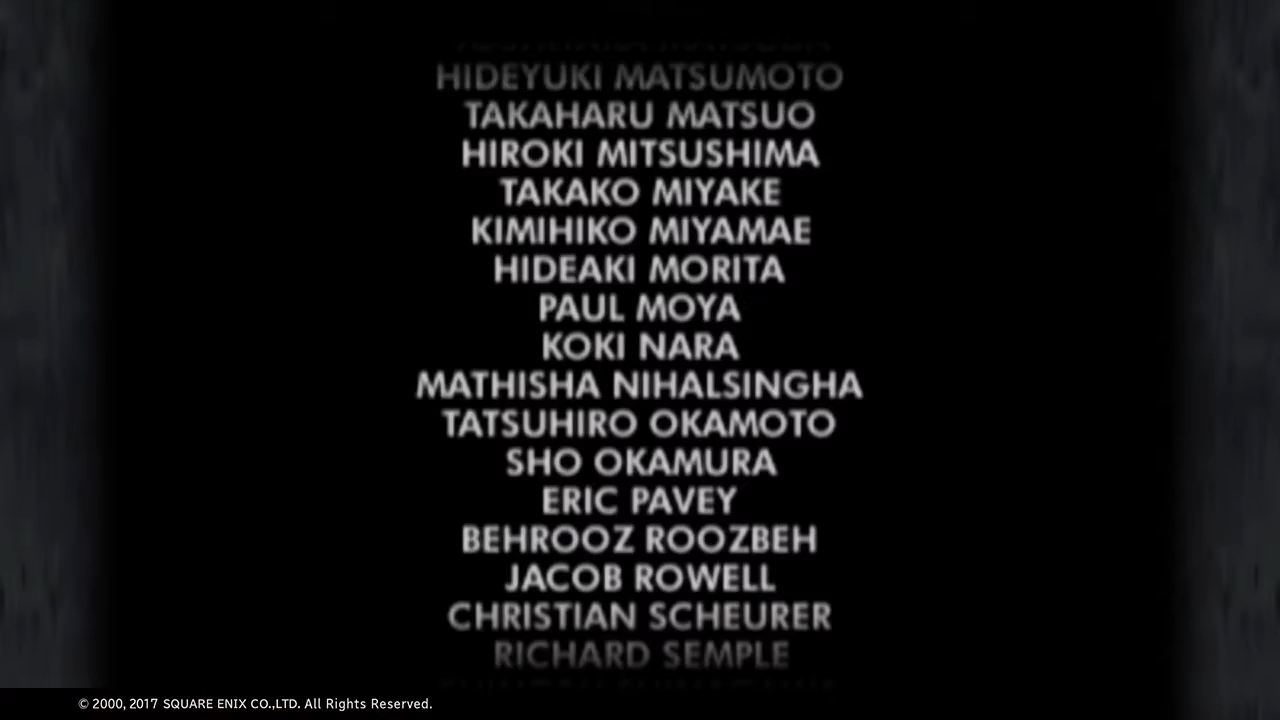 HIDEYUKI MATSUMOTO
TAKAHARU MATSUO
HIROKI MITSUSHIMA
TAKAKO MIYAKE
KIMIHIKO MIYAMAE
HIDEAKI MORITA
PAUL MOYA
KOKI NARA
MATHISHA NIHALSINGHA
TATSUHIRO OKAMOTO
SHO OKAMURA
ERIC PAVEY
BEHROOZ ROOZBEH
JACOB ROWELL
CHRISTIAN SCHEURER
RICHARD SEMPLE
© 2000, 2017 SQUARE ENIX CO.,LTD. All Rights Reserved.